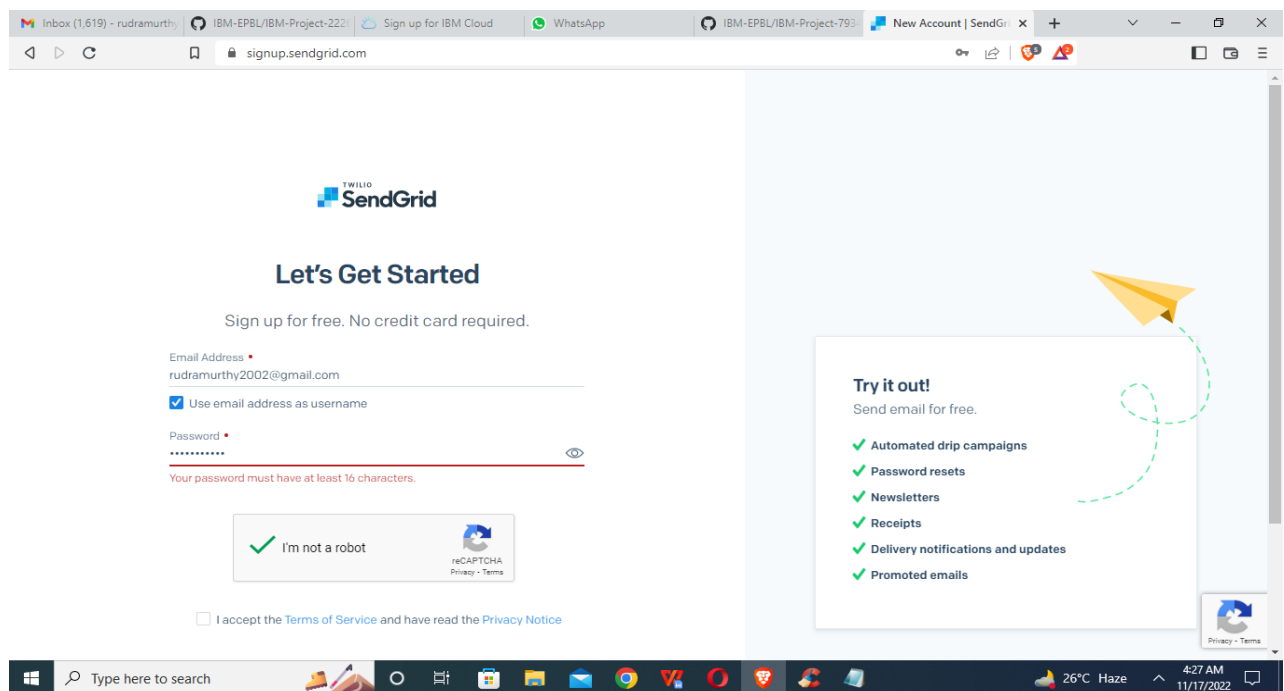 Inbox (1,619) - rudramurthy
IBM-EPBL/IBM-Project-222
Sign up for IBM Cloud
WhatsApp
IBM-EPBL/IBM-Project-793
New Account | SendGri
signup.sendgrid.com
5
2
TWILIO
SendGrid
Let's Get Started
Sign up for free. No credit card required.
Email Address •
rudramurthy2002@gmail.com
Use email address as username
Password •
•••••••••••
Your password must have at least 16 characters.
I'm not a robot
reCAPTCHA
Privacy - Terms
I accept the Terms of Service and have read the Privacy Notice
Try it out!
Send email for free.
Automated drip campaigns
Password resets
Newsletters
Receipts
Delivery notifications and updates
Promoted emails
Privacy - Terms
Type here to search
26°C Haze
4:27 AM
11/17/2022